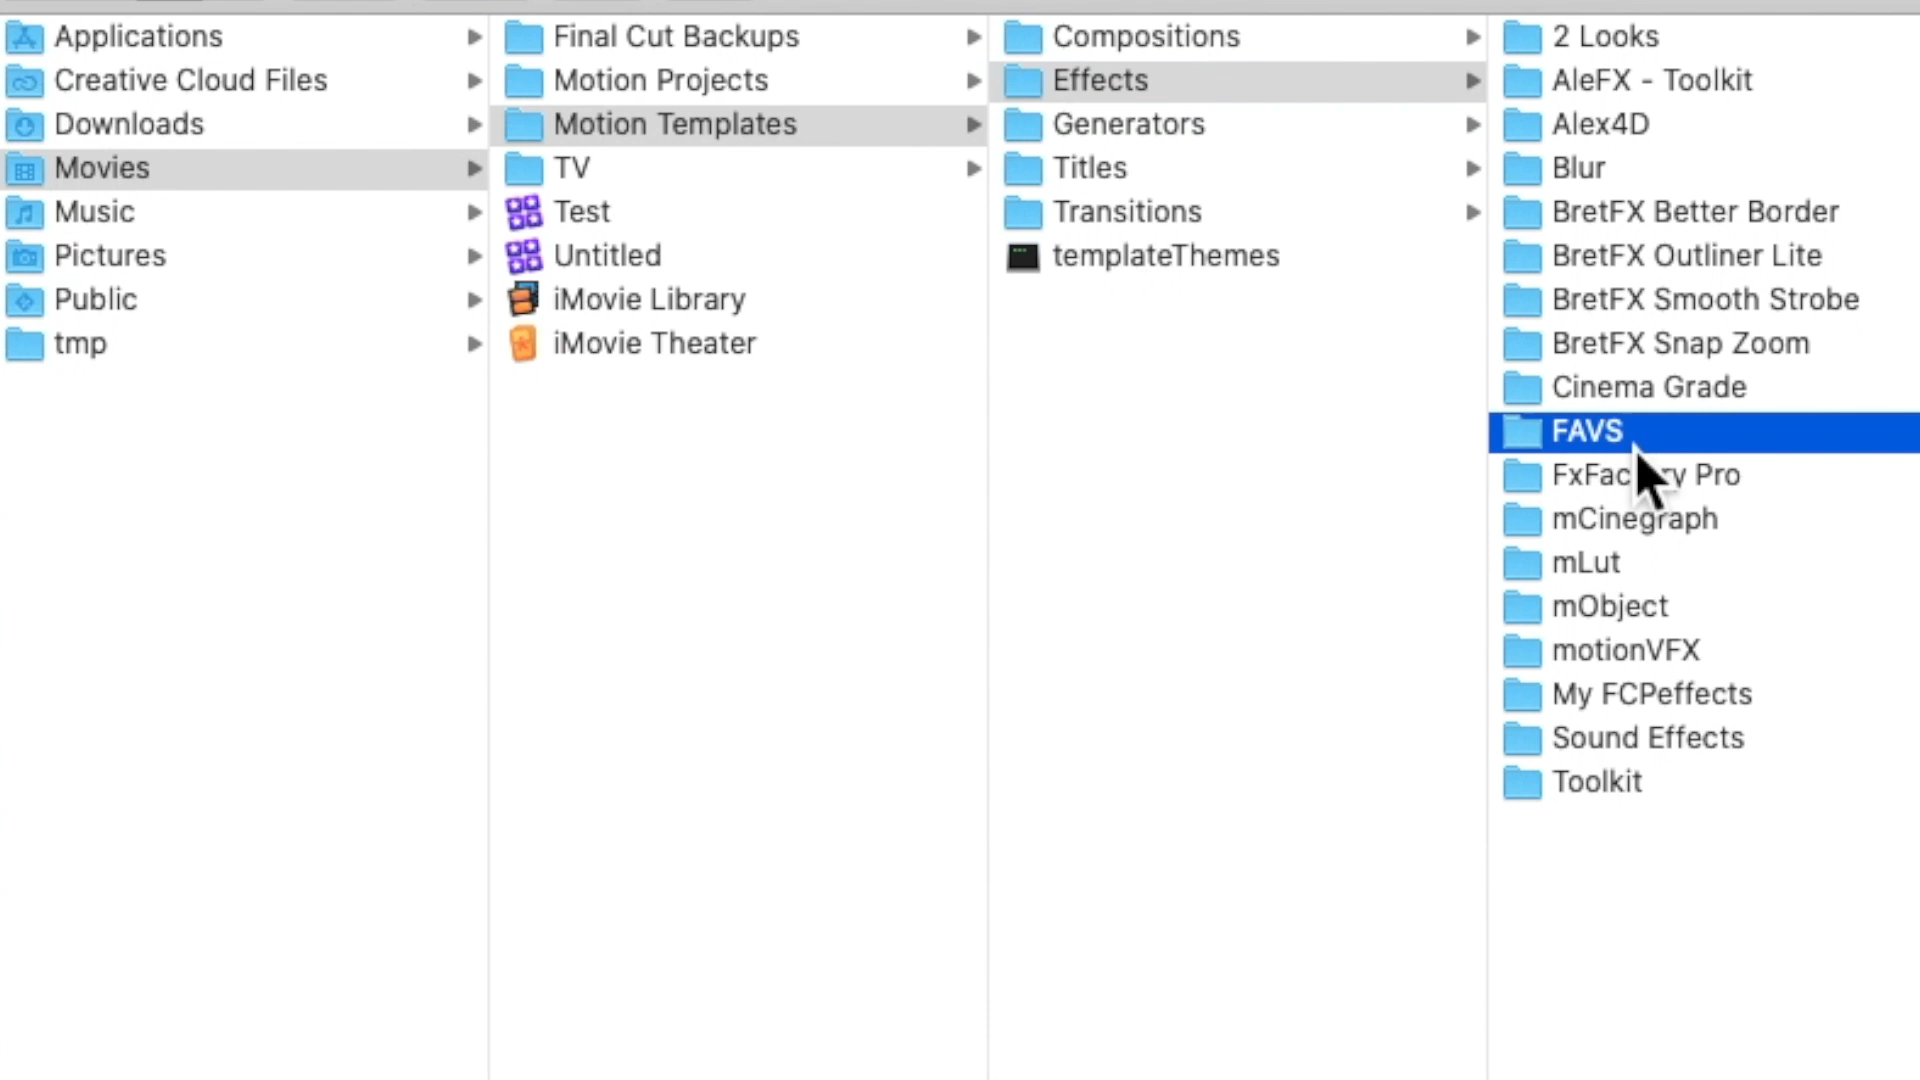 Applications
Creative Cloud Files
Downloads
Movies
Music
Pictures
Public
tmp
Final Cut Backups
Motion Projects
Motion Templates
TV
Test
Untitled
iMovie Library
iMovie Theater
Compositions
Effects
Generators
Titles
Transitions
templateThemes
2 Looks
AleFX - Toolkit
Alex4D
Blur
BretFX Better Border
BretFX Outliner Lite
BretFX Smooth Strobe
BretFX Snap Zoom
Cinema Grade
FAVS
FxFactory Pro
mCinegraph
mLut
mObject
motionVFX
My FCPeffects
Sound Effects
Toolkit